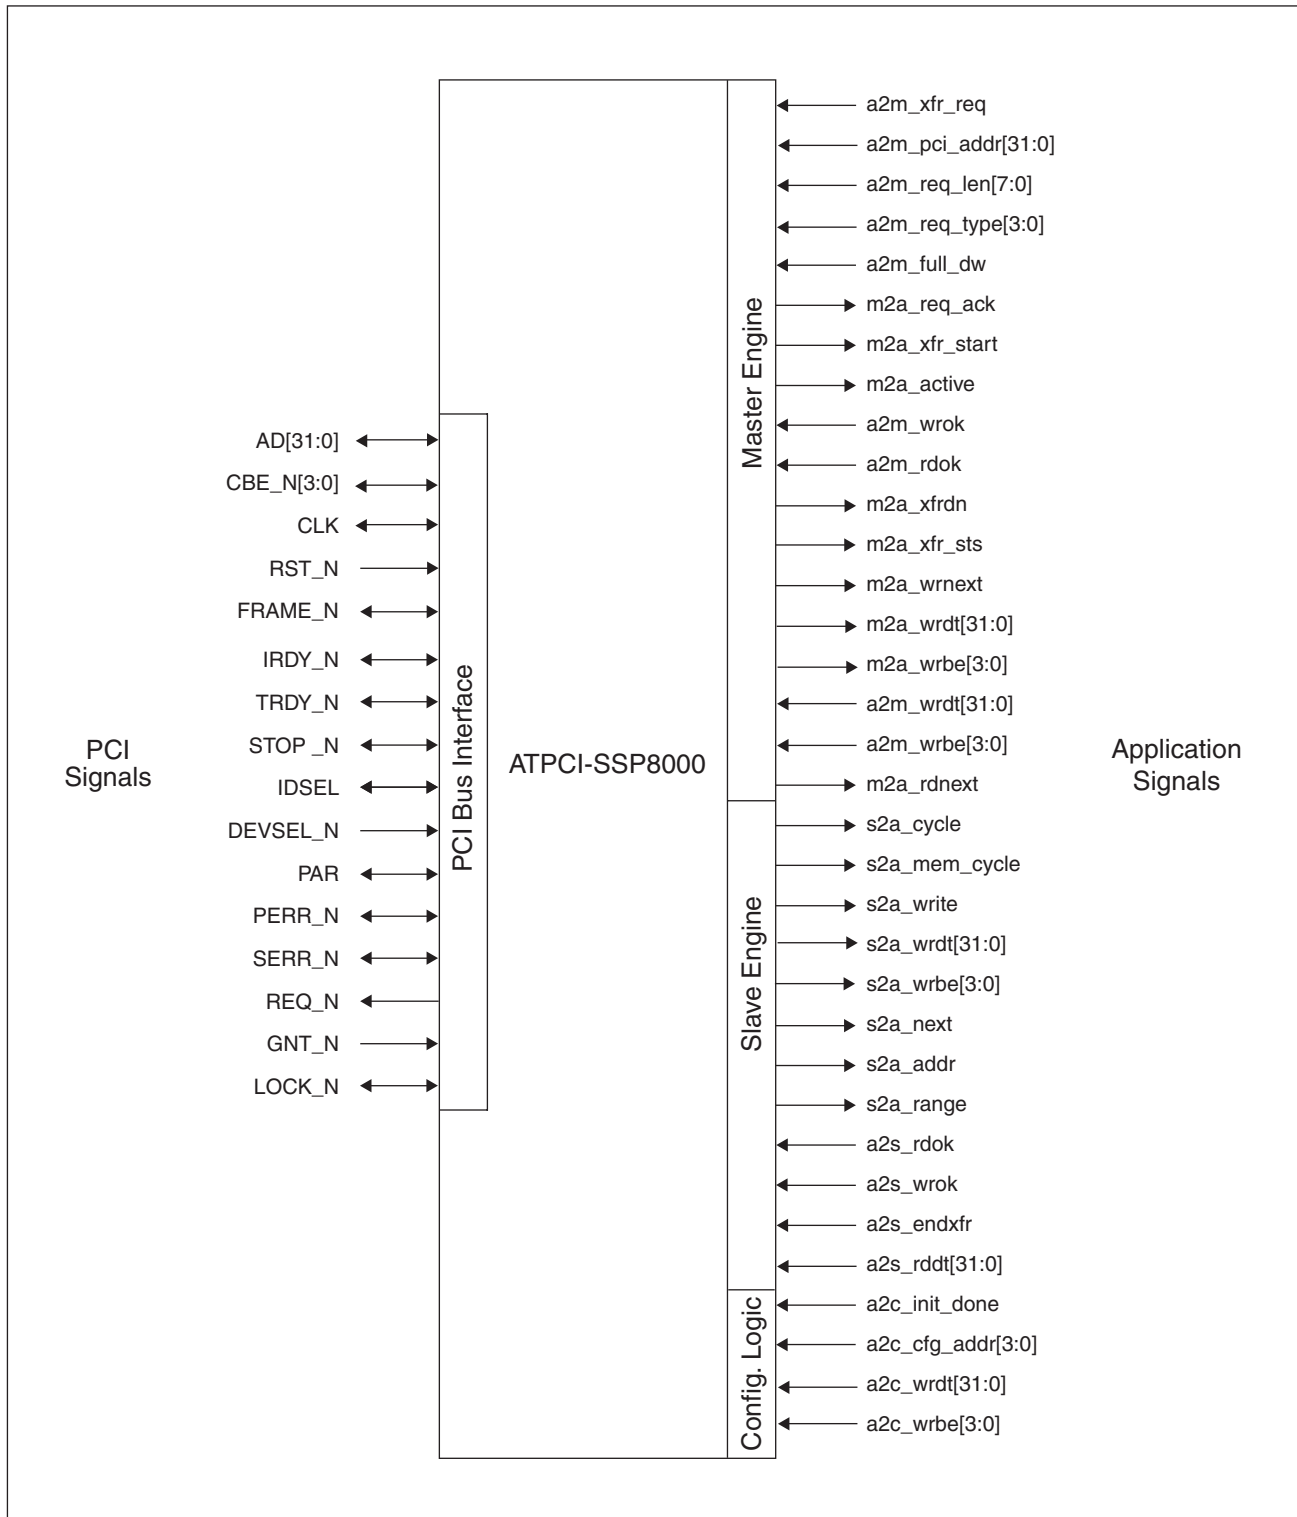 PCI
Signals
AD[31:0]
CBE_N[3:0]
CLK
RST_N
FRAME_N
IRDY_N
TRDY_N
STOP _N
IDSEL
DEVSEL_N
PAR
PERR_N
SERR_N
REQ_N
GNT_N
LOCK_N
PCI Bus Interface
ATPCI-SSP8000
Master Engine
Slave Engine
Config. Logic
a2m_xfr_req
a2m_pci_addr[31:0]
a2m_req_len[7:0]
a2m_req_type[3:0]
a2m_full_dw
m2a_req_ack
m2a_xfr_start
m2a_active
a2m_wrok
a2m_rdok
m2a_xfrdn
m2a_xfr_sts
m2a_wrnext
m2a_wrdt[31:0]
m2a_wrbe[3:0]
a2m_wrdt[31:0]
a2m_wrbe[3:0]
m2a_rdnext
s2a_cycle
s2a_mem_cycle
s2a_write
s2a_wrdt[31:0]
s2a_wrbe[3:0]
s2a_next
s2a_addr
s2a_range
a2s_rdok
a2s_wrok
a2s_endxfr
a2s_rddt[31:0]
a2c_init_done
a2c_cfg_addr[3:0]
a2c_wrdt[31:0]
a2c_wrbe[3:0]
Application
Signals